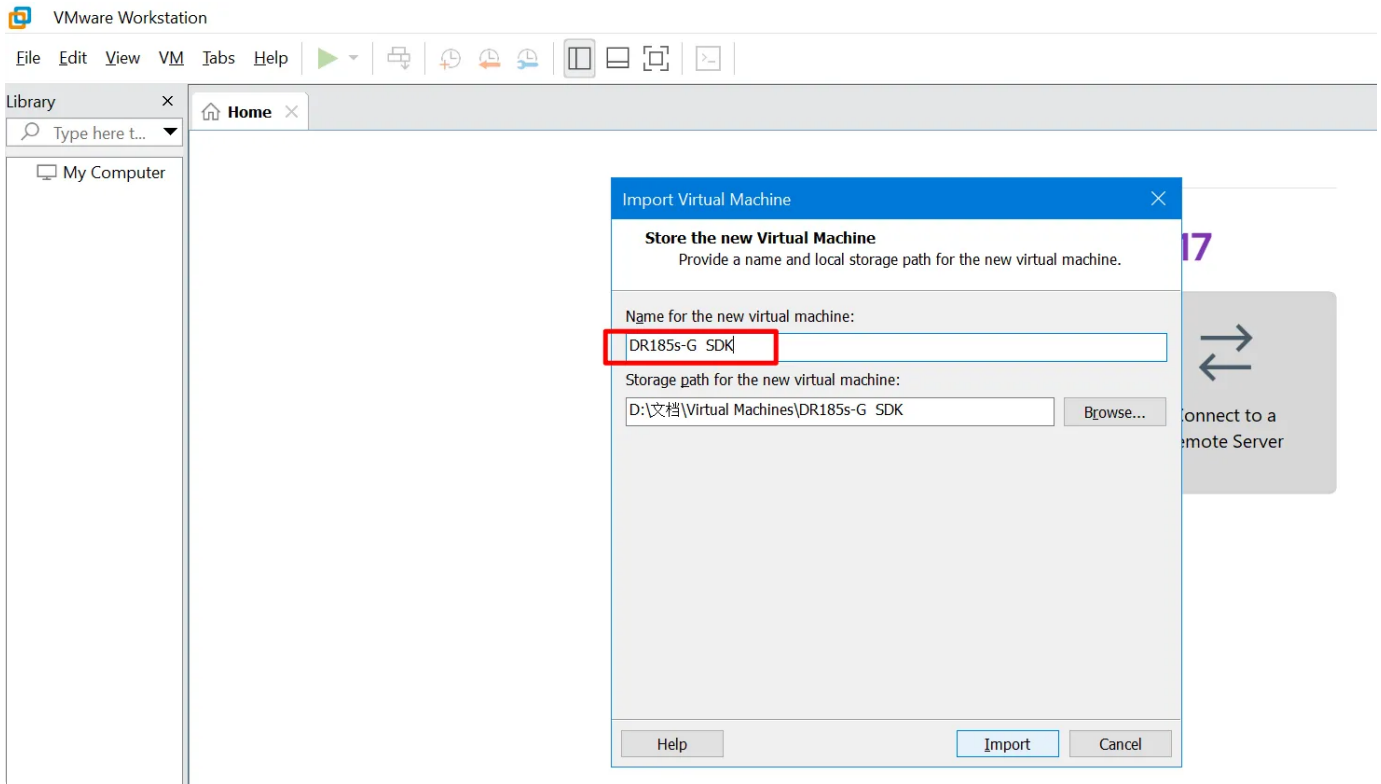 VMware Workstation
File Edit View VM Tabs Help
Library
Home
Type here t...
My Computer
Import Virtual Machine
Store the new Virtual Machine
Provide a name and local storage path for the new virtual machine.
17
Name for the new virtual machine:
DR185s-G  SDK
Storage path for the new virtual machine:
D:\文档\Virtual Machines\DR185s-G  SDK
Browse...
onnect to a
emote Server
Help
Import
Cancel